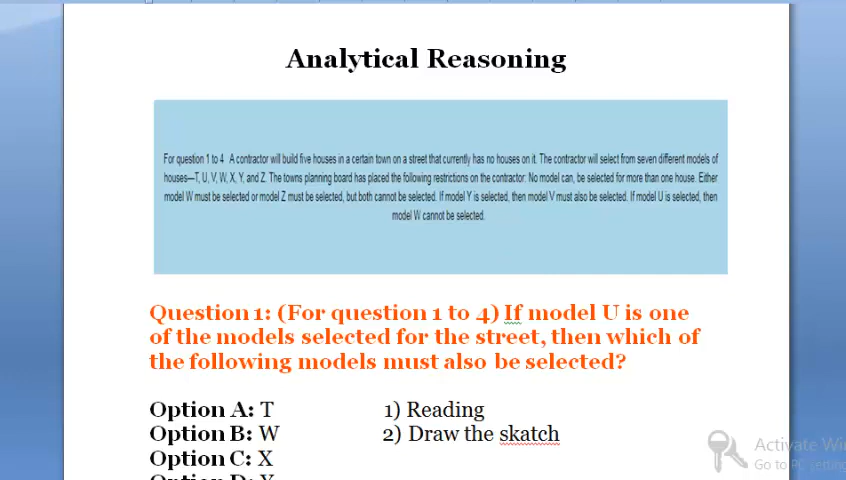 Analytical Reasoning
For question 1 to 4 A contractor will build five houses in a certain town on a street that currently has no houses on it. The contractor will select from seven different models of
houses—T, U, V, W, X, Y, and Z. The towns planning board has placed the following restrictions on the contractor: No model can, be selected for more than one house. Either
model W must be selected or model Z must be selected, but both cannot be selected. If model Y is selected, then model V must also be selected. If model U is selected, then
model W cannot be selected.
Question 1: (For question 1 to 4) If model U is one
of the models selected for the street, then which of
the following models must also be selected?
Option A: T
Option B: W
Option C: X
1) Reading
2) Draw the skatch
Activate Wi
Go to PC setting